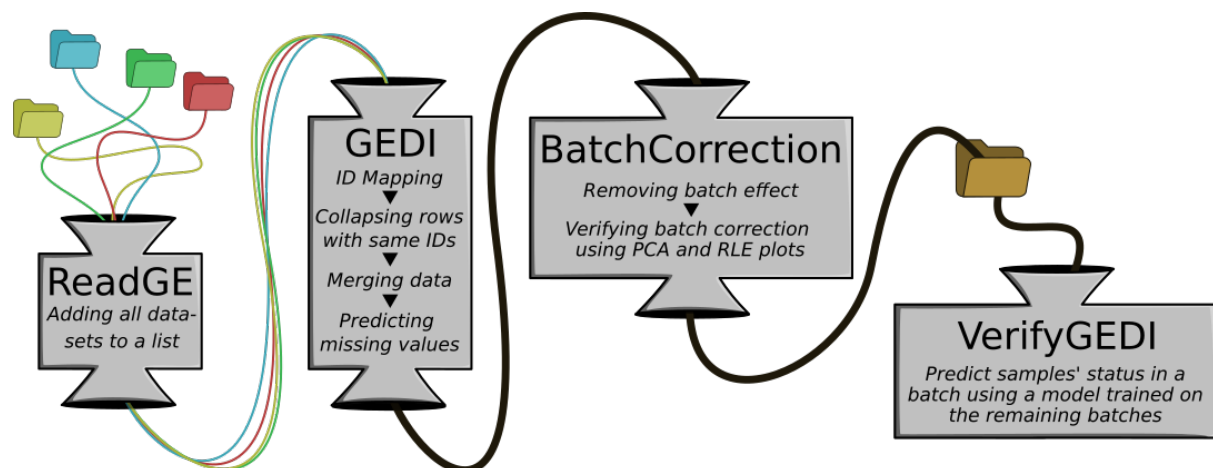 ReadGE
Adding all data-
sets to a list
GEDI
ID Mapping
Collapsing rows
with same IDs
Merging data
Predicting
missing values
BatchCorrection
Removing batch effect
Verifying batch correction
using PCA and RLE plots
VerifyGEDI
Predict samples' status in a
batch using a model trained on
the remaining batches